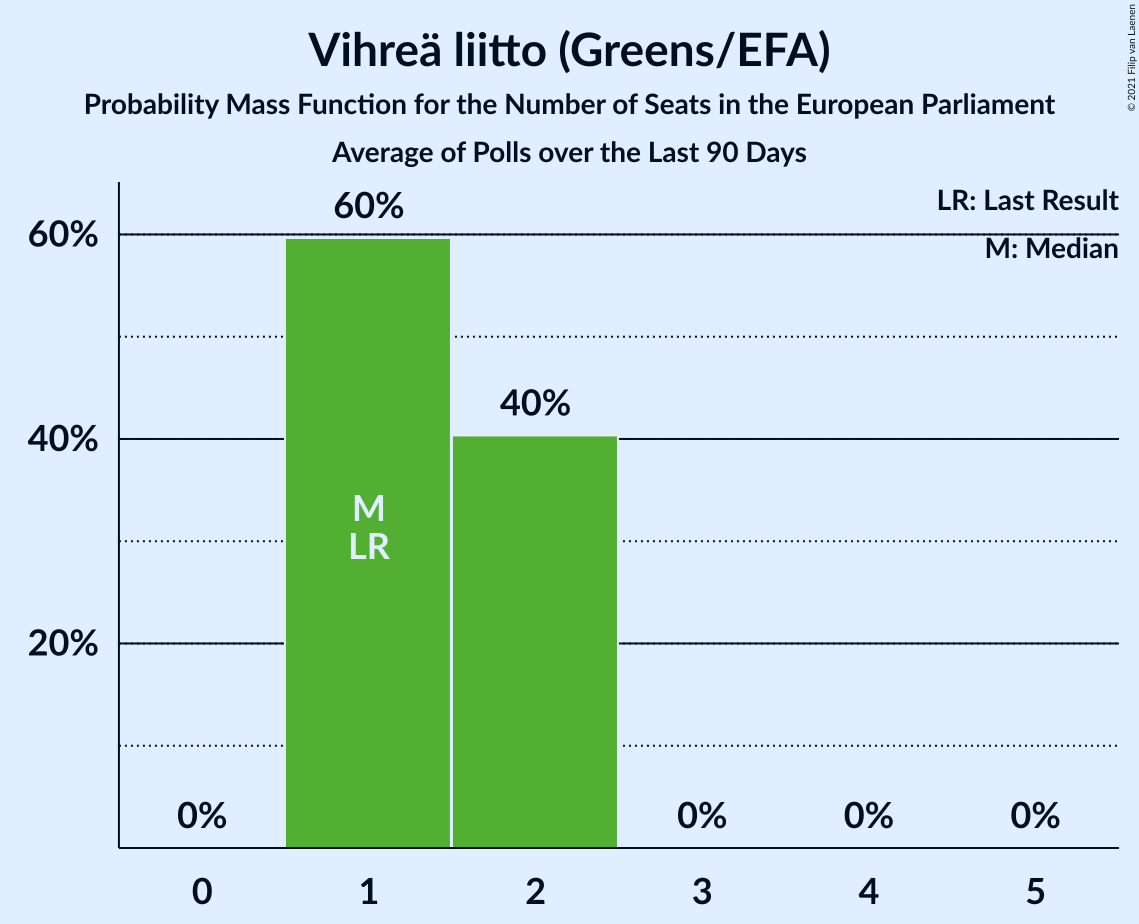 Vihreä liitto (Greens/EFA)
Probability Mass Function for the Number of Seats in the European Parliament
Average of Polls over the Last 90 Days
© 2021 Filip van Laenen
LR: Last Result
M: Median
60%
40%
20%
0%
60%
40%
0%
0%
0%
M
LR
0
1
2
3
4
5